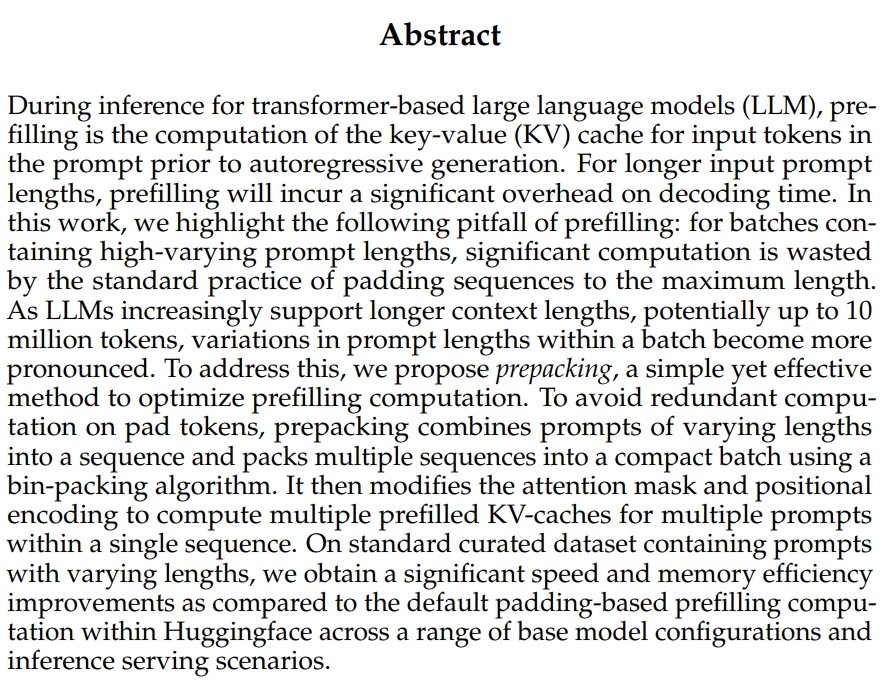 Abstract
During inference for transformer-based large language models (LLM), pre-
filling is the computation of the key-value (KV) cache for input tokens in
the prompt prior to autoregressive generation. For longer input prompt
lengths, prefilling will incur a significant overhead on decoding time. In
this work, we highlight the following pitfall of prefilling: for batches con-
taining high-varying prompt lengths, significant computation is wasted
by the standard practice of padding sequences to the maximum length.
As LLMs increasingly support longer context lengths, potentially up to 10
million tokens, variations in prompt lengths within a batch become more
pronounced. To address this, we propose prepacking, a simple yet effective
method to optimize prefilling computation. To avoid redundant compu-
tation on pad tokens, prepacking combines prompts of varying lengths
into a sequence and packs multiple sequences into a compact batch using a
bin-packing algorithm. It then modifies the attention mask and positional
encoding to compute multiple prefilled KV-caches for multiple prompts
within a single sequence. On standard curated dataset containing prompts
with varying lengths, we obtain a significant speed and memory efficiency
improvements as compared to the default padding-based prefilling compu-
tation within Huggingface across a range of base model configurations and
inference serving scenarios.